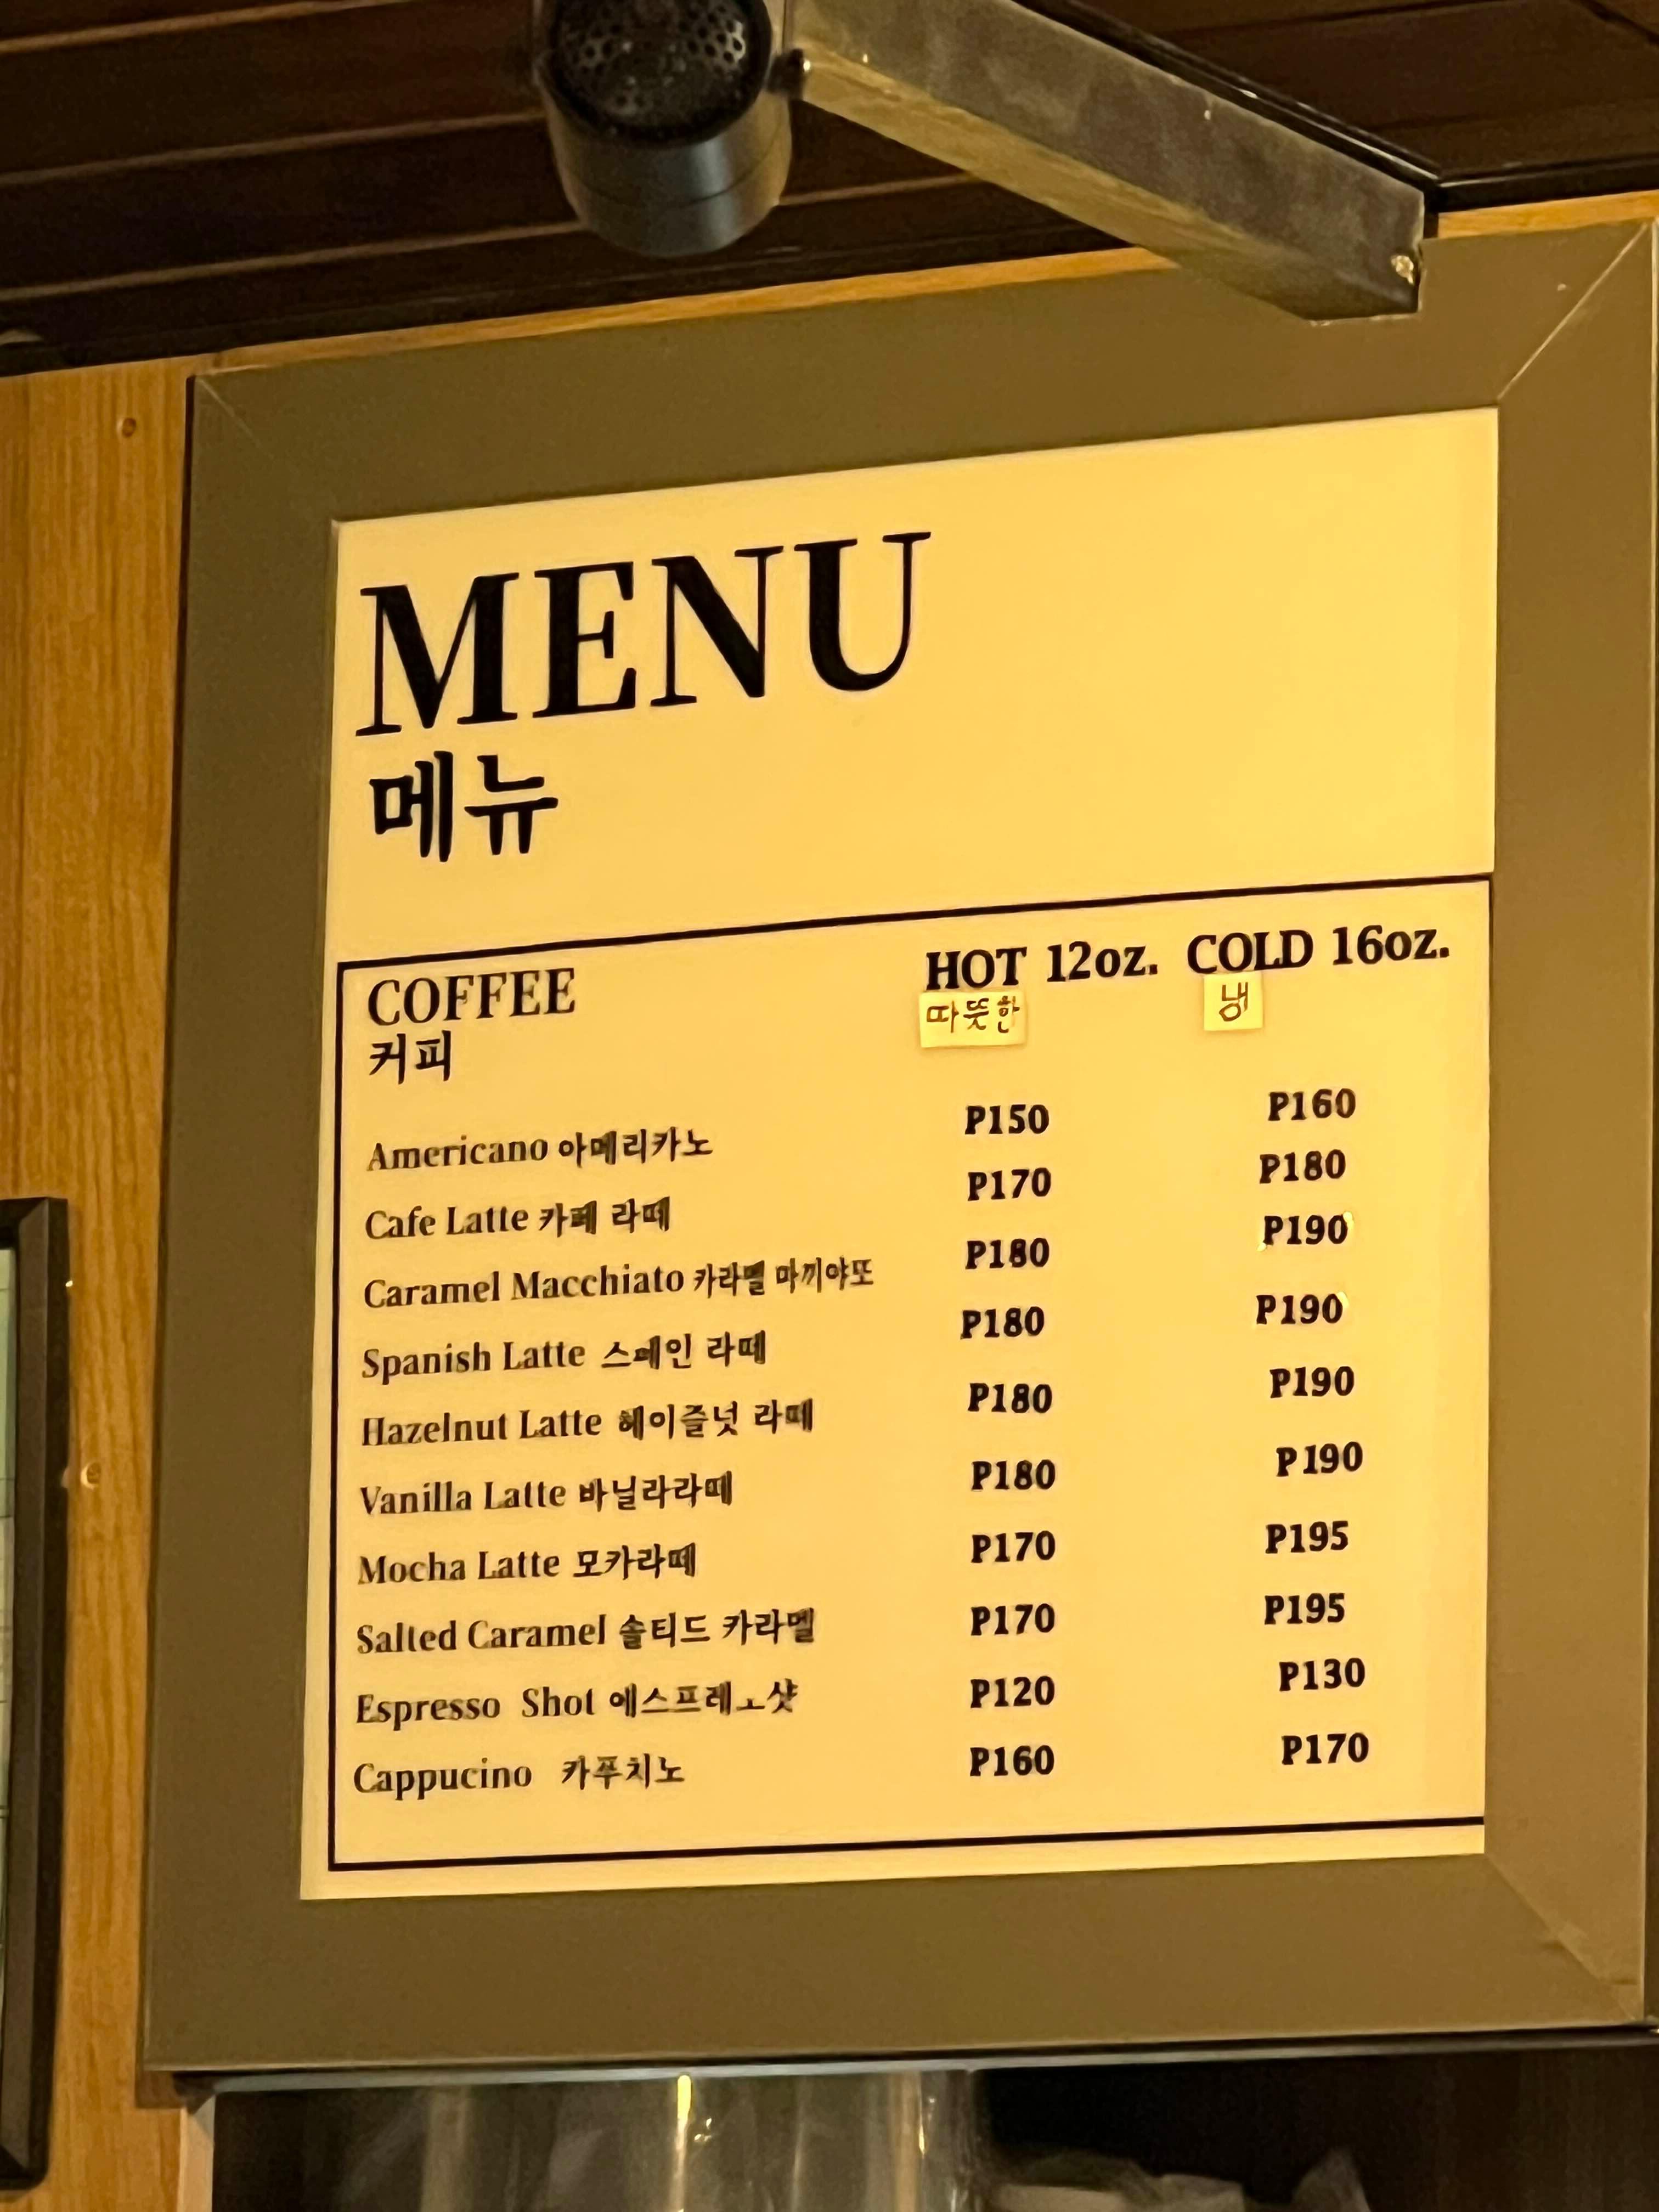 MENU
메뉴
COFFEE HOT 12oz. COLD 16oz.
커피 따뜻한 냉
Americano 아메리카노 P150 P160
Cafe Latte 카페 라떼 P170 P180
Caramel Macchiato 카라멜 마끼야또 P180 P190
Spanish Latte 스페인 라떼 P180 P190
Hazelnut Latte 헤이즐넛 라떼 P180 P190
Vanilla Latte 바닐라라떼 P180 P190
Mocha Latte 모카라떼 P170 P195
Salted Caramel 솔티드 카라멜 P170 P195
Espresso Shot 에스프레소샷 P120 P130
Cappucino 카푸치노 P160 P170